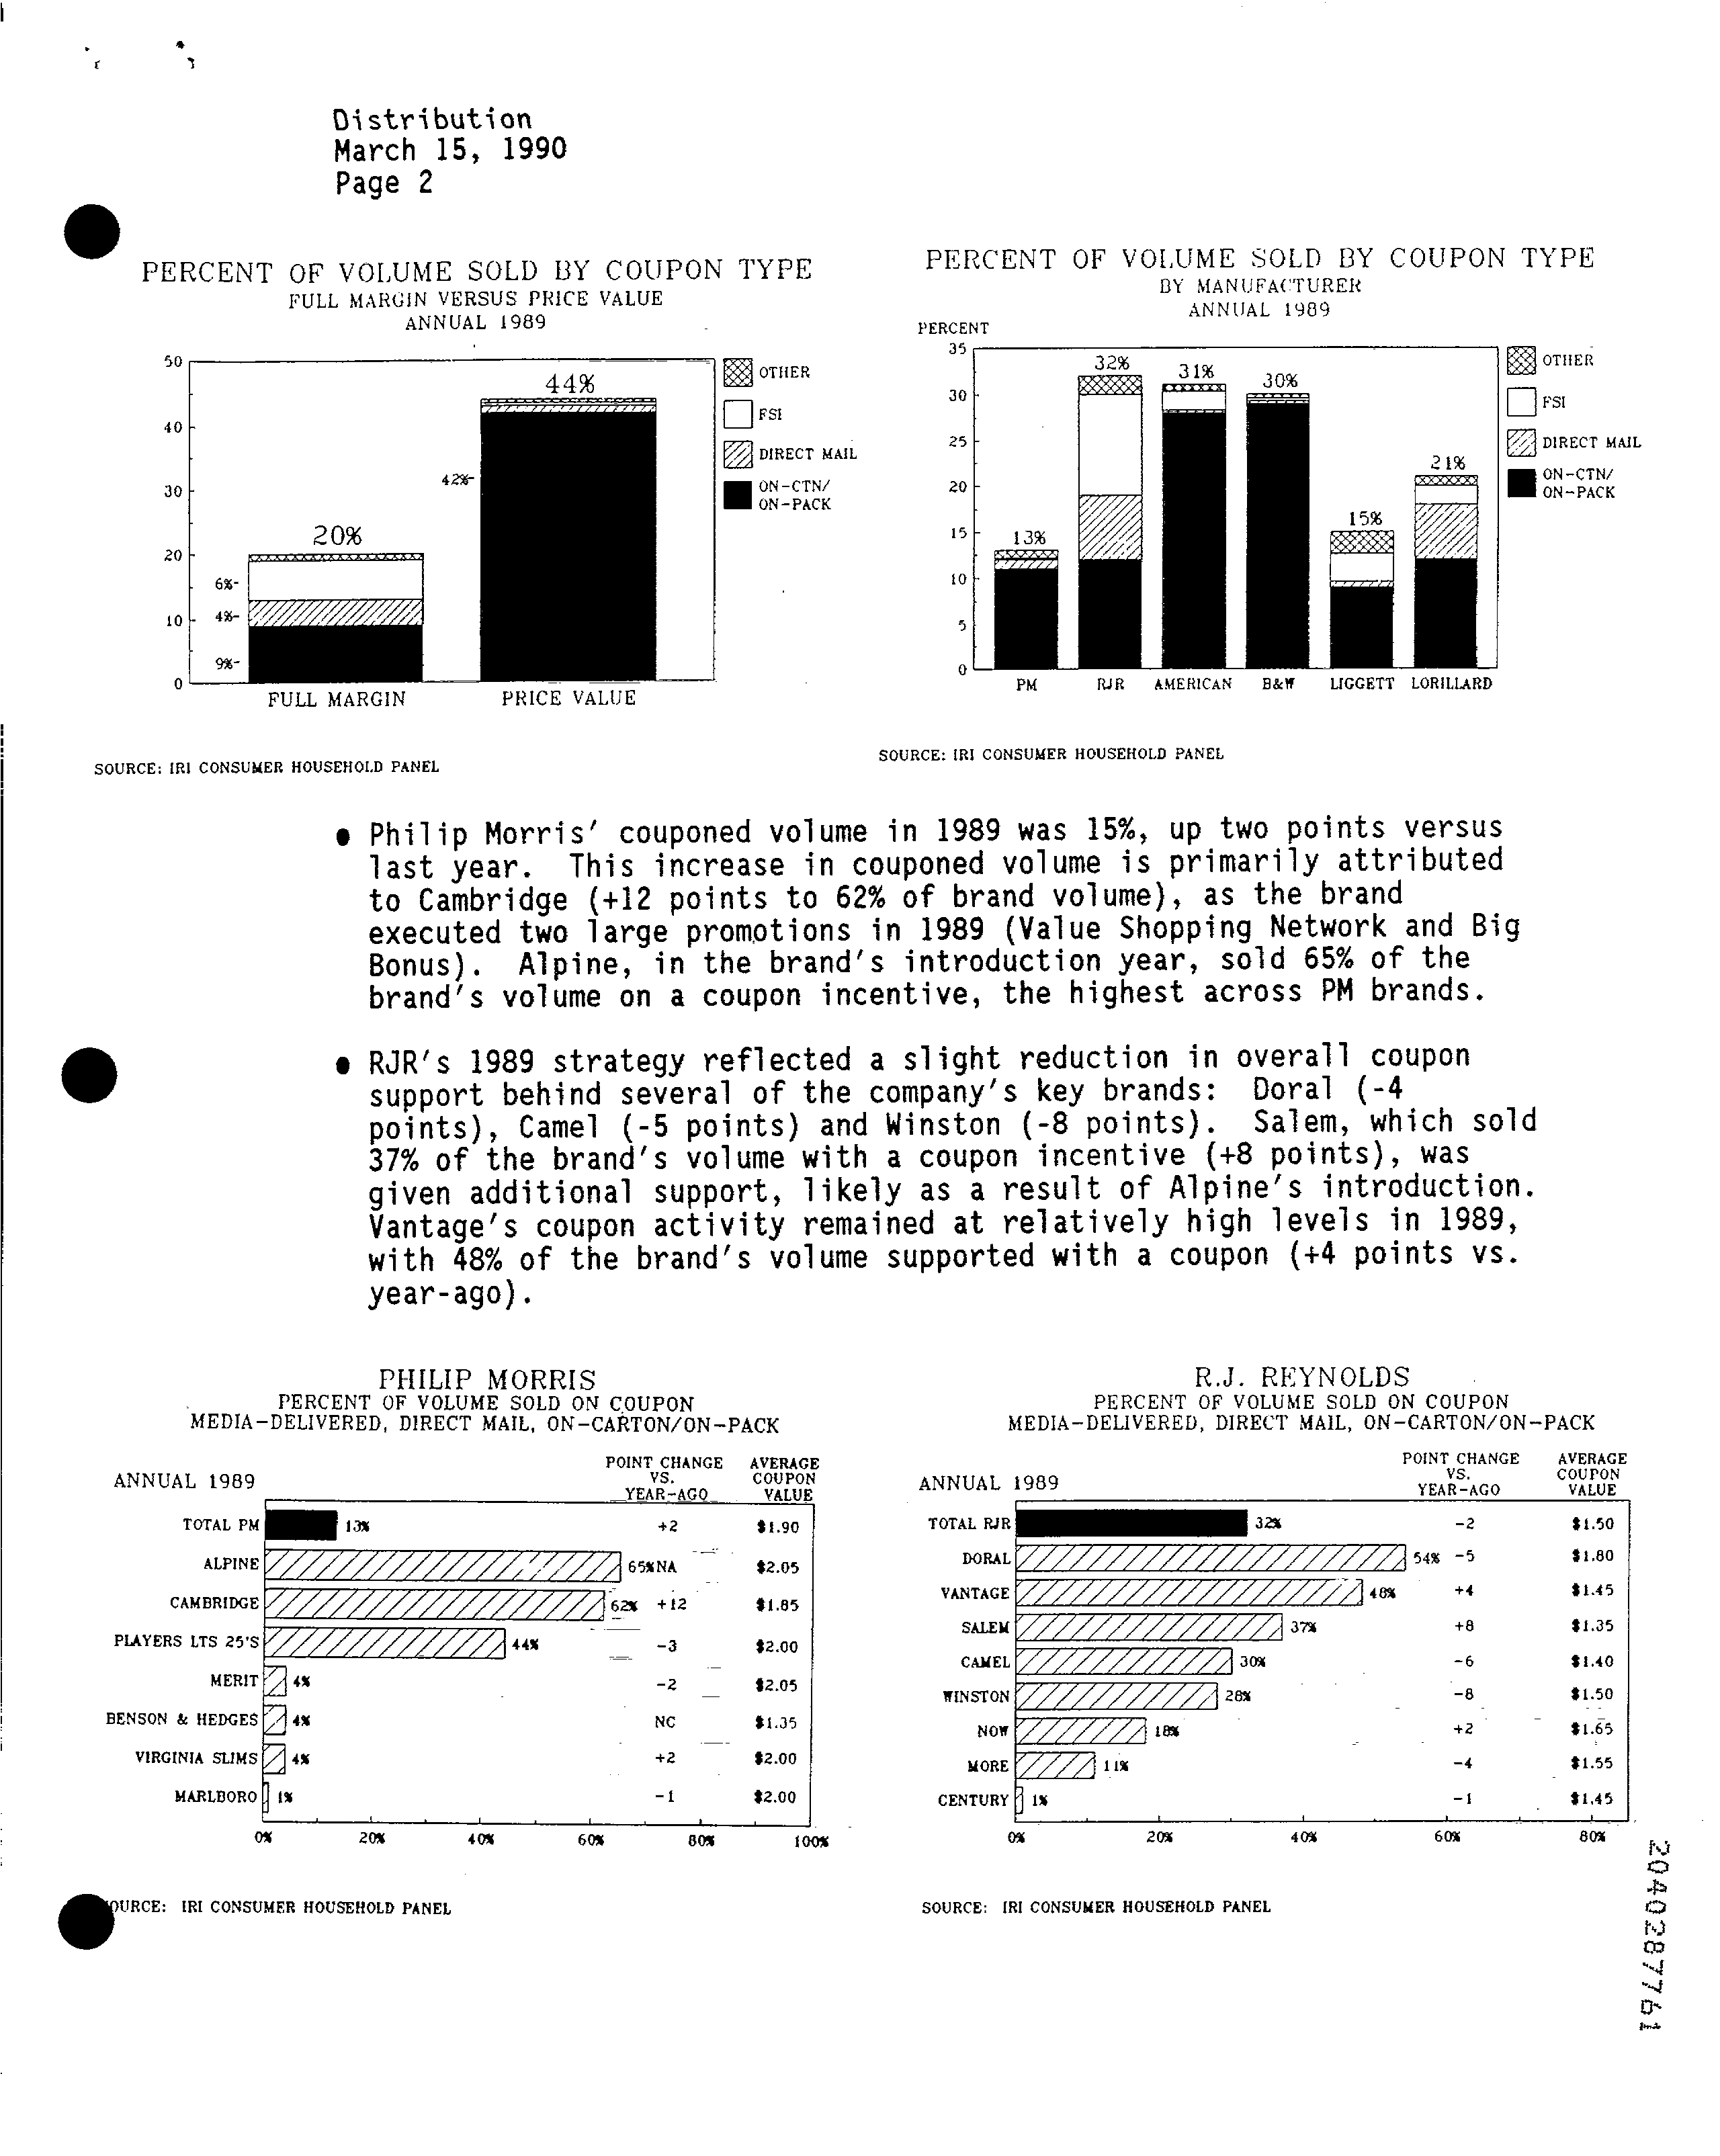 Distribution
March 15, 1990
Page 2
PERCENT OF VOLUME SOLD BY COUPON TYPE
FULL MARGIN VERSUS PRICE VALUE
ANNUAL 1989
50
40
30
20
10
0
20%
6%-
4%-
9%-
44%
42%-
FULL MARGIN PRICE VALUE
OTHER
FSI
DIRECT MAIL
ON-CTN/
ON-PACK
SOURCE: IRI CONSUMER HOUSEHOLD PANEL
PERCENT OF VOLUME SOLD BY COUPON TYPE
BY MANUFACTURER
ANNUAL 1989
PERCENT
35
30
25
20
15
10
5
0
13% 32% 31% 30% 15% 21%
PM RJR AMERICAN B&W LIGGETT LORILLARD
OTHER
FSI
DIRECT MAIL
ON-CTN/
ON-PACK
SOURCE: IRI CONSUMER HOUSEHOLD PANEL
● Philip Morris' couponed volume in 1989 was 15%, up two points versus
last year. This increase in couponed volume is primarily attributed
to Cambridge (+12 points to 62% of brand volume), as the brand
executed two large promotions in 1989 (Value Shopping Network and Big
Bonus). Alpine, in the brand's introduction year, sold 65% of the
brand's volume on a coupon incentive, the highest across PM brands.
● RJR's 1989 strategy reflected a slight reduction in overall coupon
support behind several of the company's key brands: Doral (-4
points), Camel (-5 points) and Winston (-8 points). Salem, which sold
37% of the brand's volume with a coupon incentive (+8 points), was
given additional support, likely as a result of Alpine's introduction.
Vantage's coupon activity remained at relatively high levels in 1989,
with 48% of the brand's volume supported with a coupon (+4 points vs.
year-ago).
PHILIP MORRIS
PERCENT OF VOLUME SOLD ON COUPON
MEDIA-DELIVERED, DIRECT MAIL, ON-CARTON/ON-PACK
ANNUAL 1989
POINT CHANGE
VS.
YEAR-AGO
AVERAGE
COUPON
VALUE
TOTAL PM 13% +2 $1.90
ALPINE 65% NA $2.05
CAMBRIDGE 62% +12 $1.85
PLAYERS LTS 25'S 44% -3 $2.00
MERIT 4% -2 $2.05
BENSON & HEDGES 4% NC $1.35
VIRGINIA SLIMS 4% +2 $2.00
MARLBORO 1% -1 $2.00
0% 20% 40% 60% 80% 100%
OURCE: IRI CONSUMER HOUSEHOLD PANEL
R.J. REYNOLDS
PERCENT OF VOLUME SOLD ON COUPON
MEDIA-DELIVERED, DIRECT MAIL, ON-CARTON/ON-PACK
ANNUAL 1989
POINT CHANGE
VS.
YEAR-AGO
AVERAGE
COUPON
VALUE
TOTAL RJR 32% -2 $1.50
DORAL 54% -5 $1.80
VANTAGE 48% +4 $1.45
SALEM 37% +8 $1.35
CAMEL 30% -6 $1.40
WINSTON 28% -8 $1.50
NOW 18% +2 $1.65
MORE 11% -4 $1.55
CENTURY 1% -1 $1.45
0% 20% 40% 60% 80%
SOURCE: IRI CONSUMER HOUSEHOLD PANEL
2040287761